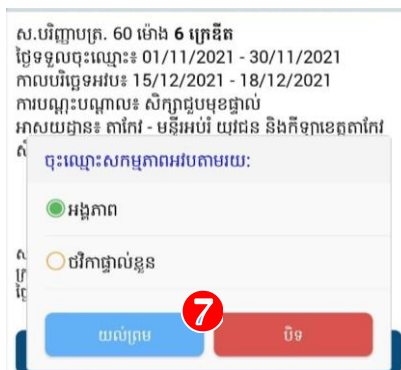 ស.បរិញ្ញាបត្រ. 60 ម៉ោង 6 ក្រេឌីត
ថ្ងៃទទួលចុះឈ្មោះ៖ 01/11/2021 - 30/11/2021
កាលបរិច្ឆេទអវប៖ 15/12/2021 - 18/12/2021
ការបណ្តុះបណ្តាល៖ សិក្សាជួបមុខផ្ទាល់
អាសយដ្ឋាន៖ តាកែវ - មន្ទីរអប់រំ យុវជន និងកីឡាខេត្តតាកែវ
ចុះឈ្មោះសកម្មភាពអវបតាមរយ:
អង្គភាព
ថវិកាផ្ទាល់ខ្លួន
7
យល់ព្រម
បិទ